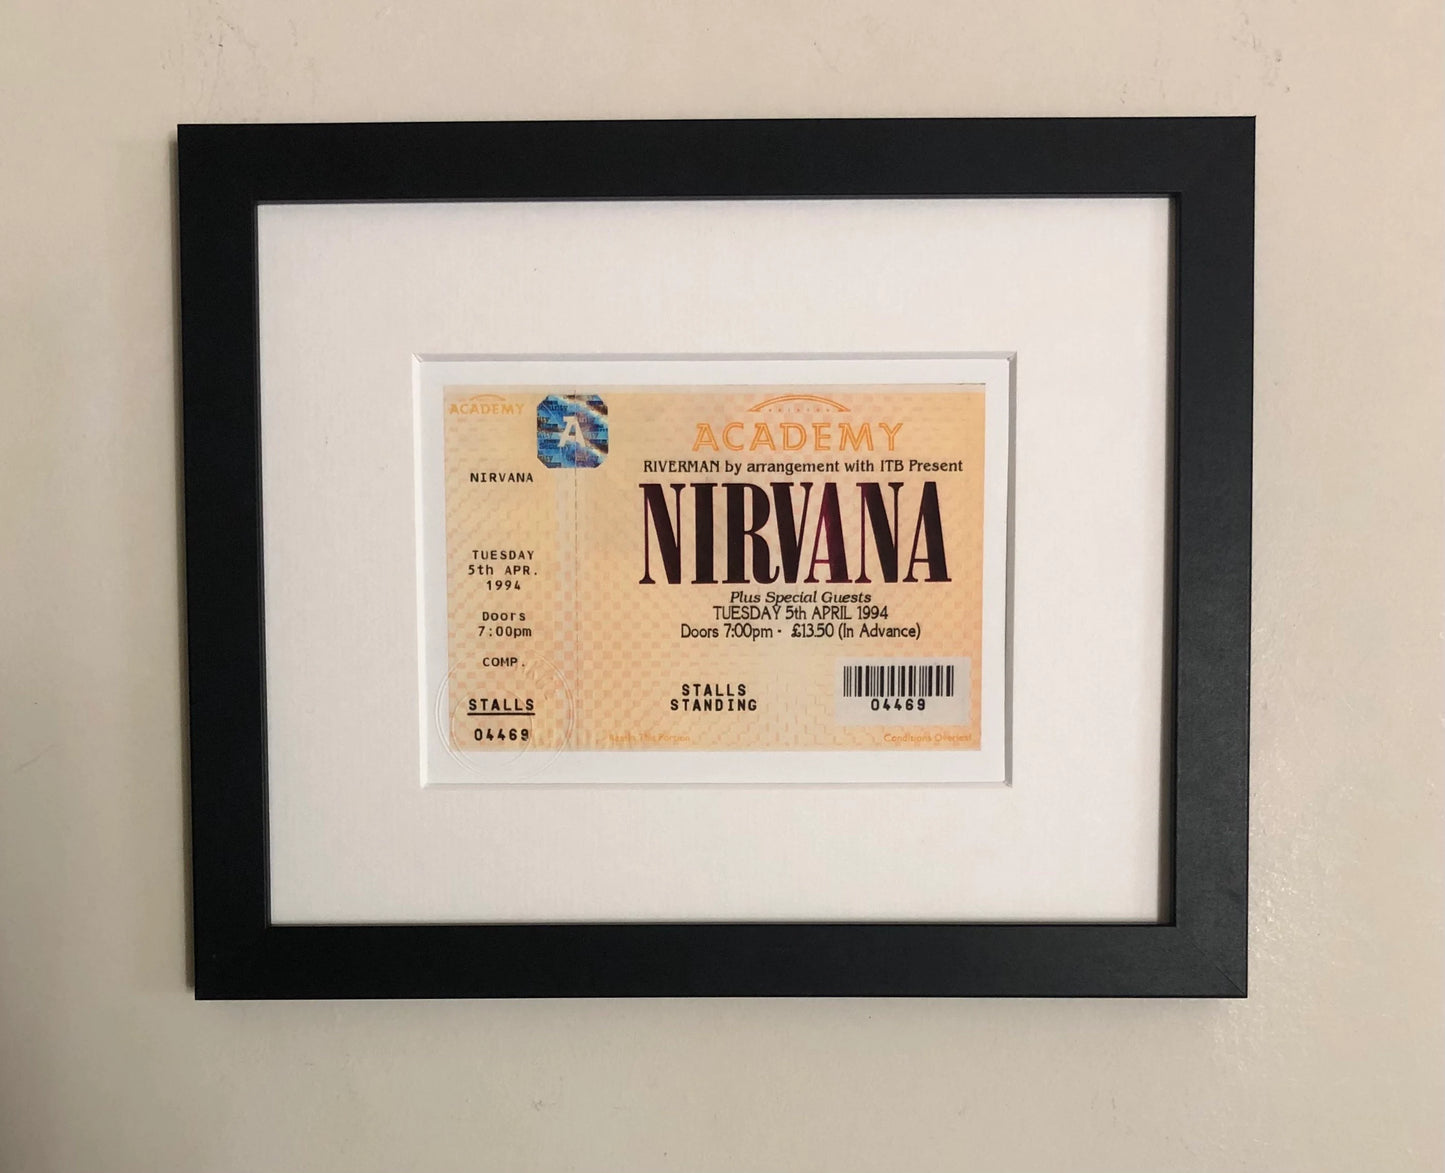 ACADEMY
NIRVANA
TUESDAY
5th APR.
1994
Doors
7:00pm
COMP.
STALLS
04469
A
BRIXTON
ACADEMY
RIVERMAN by arrangement with ITB Present
NIRVANA
Plus Special Guests
TUESDAY 5th APRIL 1994
Doors 7:00pm - £13.50 (In Advance)
STALLS
STANDING
04469
Retain This Portion
Conditions Overleaf